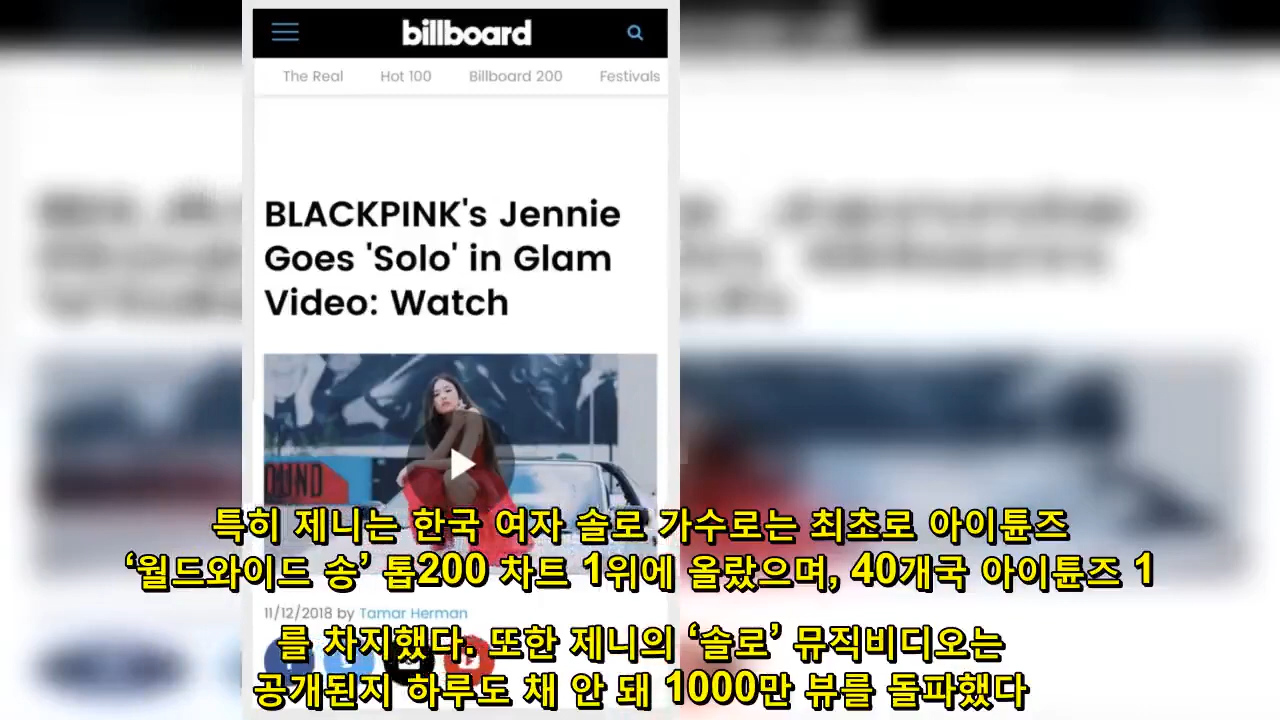 billboard
The Real Hot 100 Billboard 200 Festivals
BLACKPINK's Jennie
Goes 'Solo' in Glam
Video: Watch
OUND
특히 제니는 한국 여자 솔로 가수로는 최초로 아이튠즈
‘월드와이드 송’ 톱200 차트 1위에 올랐으며, 40개국 아이튠즈 1
11/12/2018 by Tamar Herman
를 차지했다. 또한 제니의 ‘솔로’ 뮤직비디오는
공개된지 하루도 채 안 돼 1000만 뷰를 돌파했다